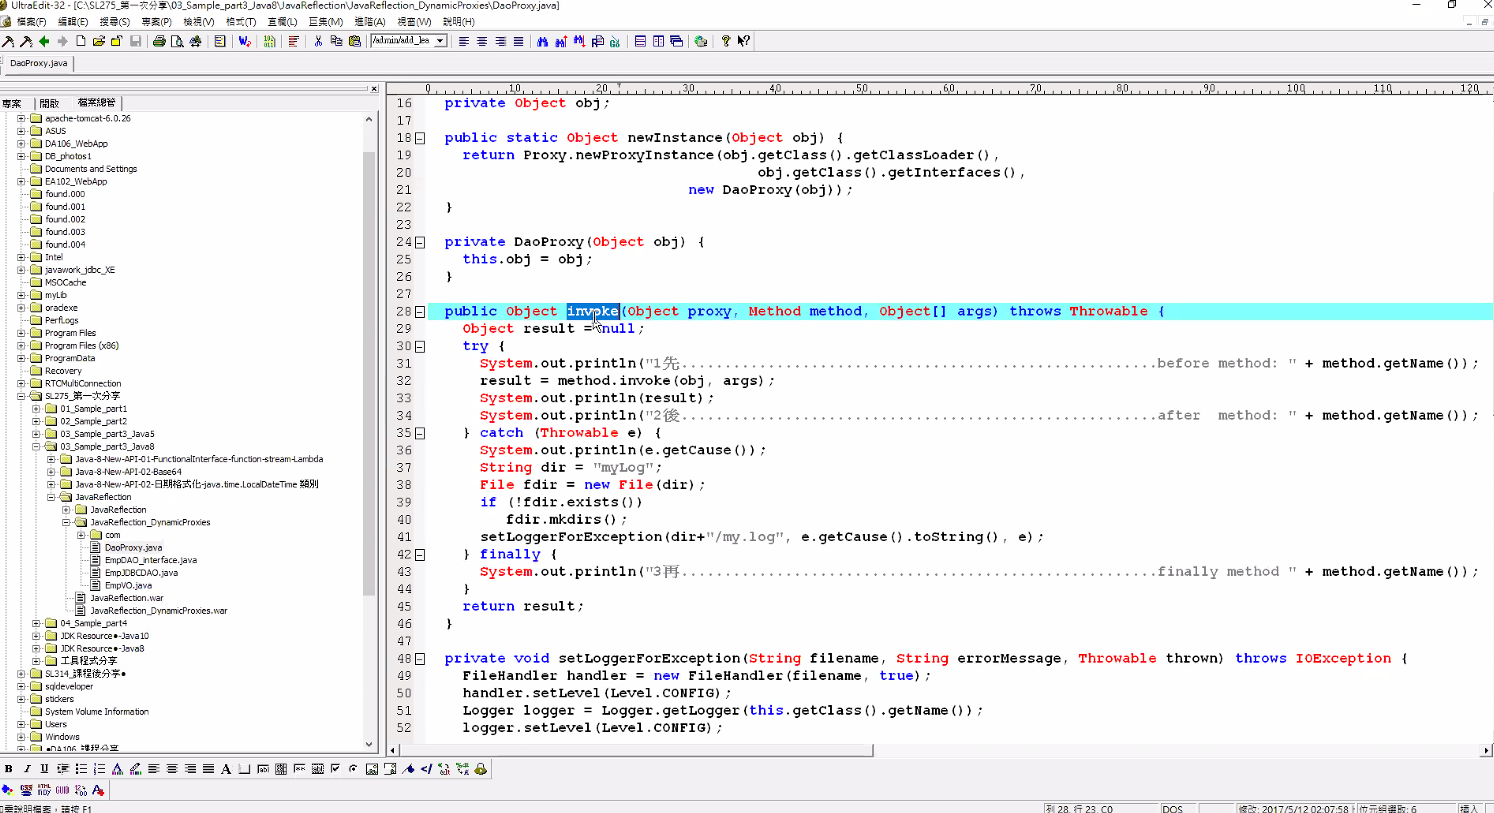 UltraEdit-32 - [C:\SL275_第一次分享\03_Sample_part3_Java8\JavaReflection\JavaReflection_DynamicProxies\DaoProxy.java]
檔案(F) 編輯(E) 搜尋(S) 專案(P) 檢視(V) 格式(T) 直欄(L) 巨集(M) 進階(A) 視窗(W) 說明(H)
/admin/add_lea
DaoProxy.java
專案 開啟 檔案總管
apache-tomcat-6.0.26
ASUS
DA106_WebApp
DB_photos1
Documents and Settings
EA102_WebApp
found.000
found.001
found.002
found.003
found.004
Intel
javawork_jdbc_XE
MSOCache
myLib
oraclexe
PerfLogs
Program Files
Program Files (x86)
ProgramData
Recovery
RTCMultiConnection
SL275_第一次分享
01_Sample_part1
02_Sample_part2
03_Sample_part3_Java5
03_Sample_part3_Java8
Java-8-New-API-01-FunctionalInterface-function-stream-Lambda
Java-8-New-API-02-Base64
Java-8-New-API-02-日期格式化-java.time.LocalDateTime 類別
JavaReflection
JavaReflection
JavaReflection_DynamicProxies
com
DaoProxy.java
EmpDAO_interface.java
EmpJDBCDAO.java
EmpVO.java
JavaReflection.war
JavaReflection_DynamicProxies.war
04_Sample_part4
JDK Resource●-Java10
JDK Resource●-Java8
工具程式分享
SL314_課程後分享●
sqldeveloper
stickers
System Volume Information
Users
Windows
●DA106_課程分享
0 10 20 30 40 50 60 70 80 90 100 110 120
16 private Object obj;
17
18 public static Object newInstance(Object obj) {
19 return Proxy.newProxyInstance(obj.getClass().getClassLoader(),
20 obj.getClass().getInterfaces(),
21 new DaoProxy(obj));
22 }
23
24 private DaoProxy(Object obj) {
25 this.obj = obj;
26 }
27
28 public Object invoke(Object proxy, Method method, Object[] args) throws Throwable {
29 Object result = null;
30 try {
31 System.out.println("1先.......................................................before method: " + method.getName());
32 result = method.invoke(obj, args);
33 System.out.println(result);
34 System.out.println("2後.......................................................after  method: " + method.getName());
35 } catch (Throwable e) {
36 System.out.println(e.getCause());
37 String dir = "myLog";
38 File fdir = new File(dir);
39 if (!fdir.exists())
40 fdir.mkdirs();
41 setLoggerForException(dir+"/my.log", e.getCause().toString(), e);
42 } finally {
43 System.out.println("3再.......................................................finally method " + method.getName());
44 }
45 return result;
46 }
47
48 private void setLoggerForException(String filename, String errorMessage, Throwable thrown) throws IOException {
49 FileHandler handler = new FileHandler(filename, true);
50 handler.setLevel(Level.CONFIG);
51 Logger logger = Logger.getLogger(this.getClass().getName());
52 logger.setLevel(Level.CONFIG);
如需說明檔案，請按 F1 列 28, 行 23, C0 DOS 修改: 2017/5/12 02:07:58 位元組選取: 6 插入